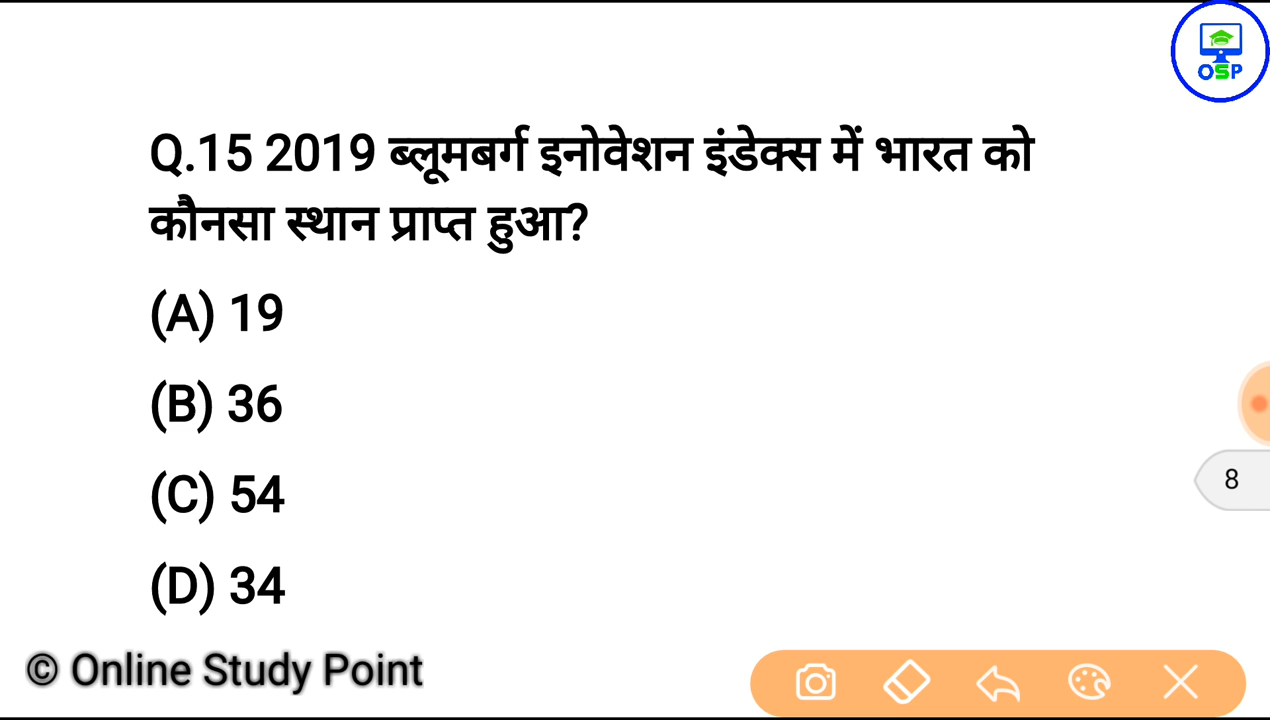 OSP
Q.15 2019 ब्लूमबर्ग इनोवेशन इंडेक्स में भारत को
कौनसा स्थान प्राप्त हुआ?
(A) 19
(B) 36
(C) 54
8
(D) 34
© Online Study Point